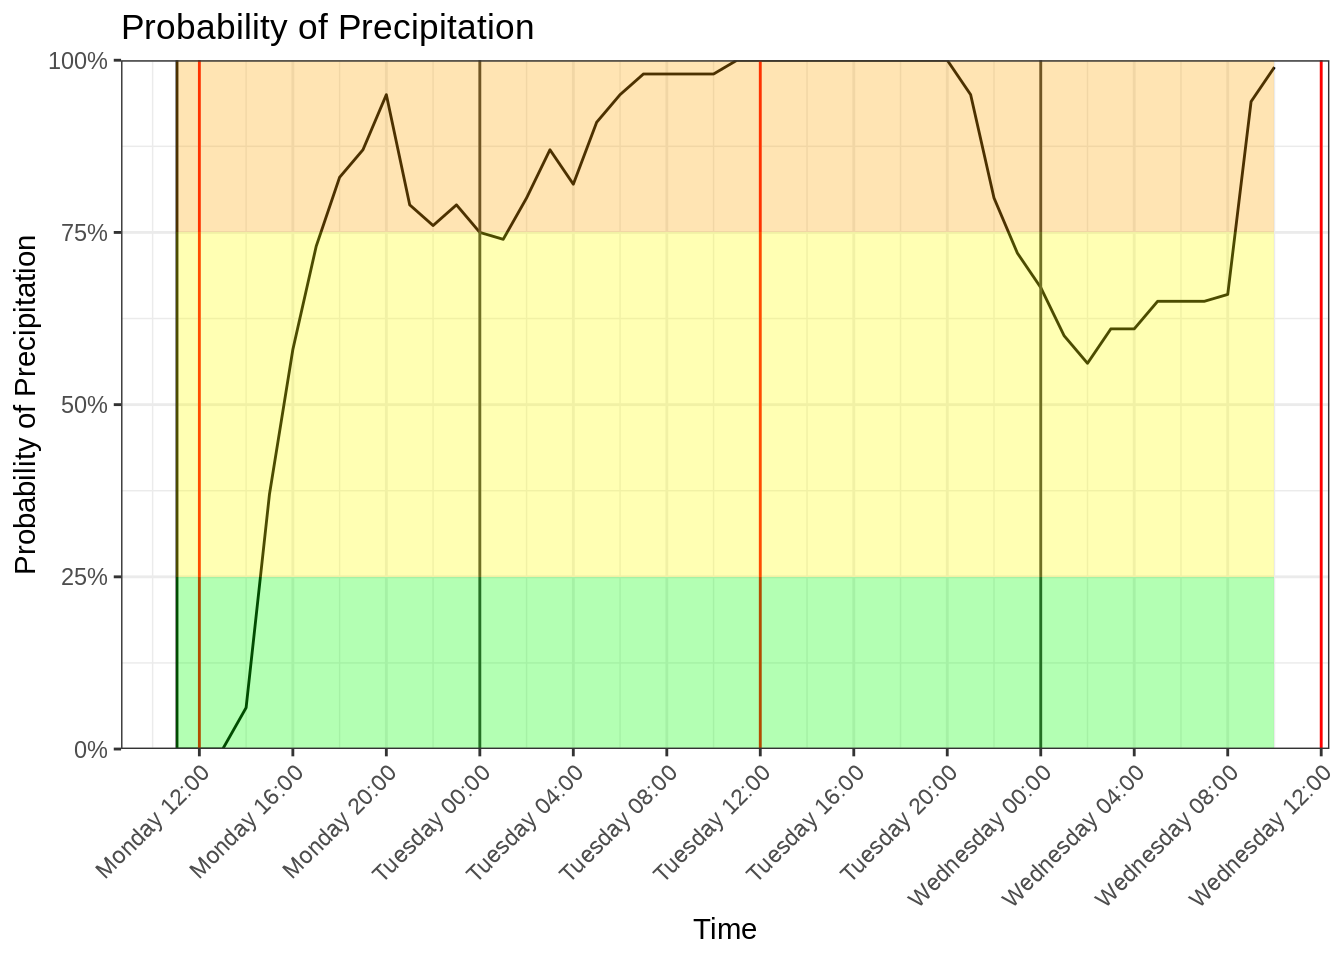 Probability of Precipitation
100%
75%
50%
25%
0%
Probability of Precipitation
Monday 12:00
Monday 16:00
Monday 20:00
Tuesday 00:00
Tuesday 04:00
Tuesday 08:00
Tuesday 12:00
Tuesday 16:00
Tuesday 20:00
Wednesday 00:00
Wednesday 04:00
Wednesday 08:00
Wednesday 12:00
Time